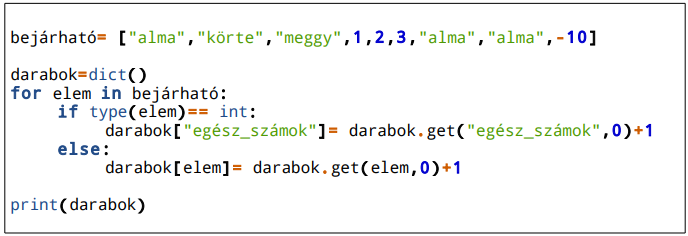 bejárható= ["alma","körte","meggy",1,2,3,"alma","alma",-10]
darabok=dict()
for elem in bejárható:
if type(elem)== int:
darabok["egész_számok"]= darabok.get("egész_számok",0)+1
else:
darabok[elem]= darabok.get(elem,0)+1
print(darabok)